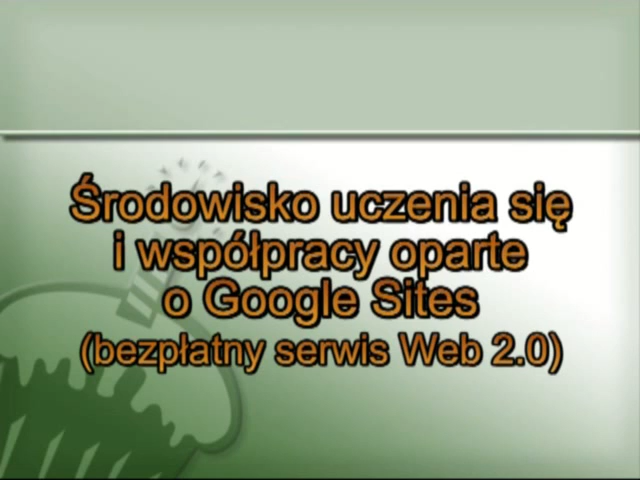 Środowisko uczenia się
i współpracy oparte
o Google Sites
(bezpłatny serwis Web 2.0)